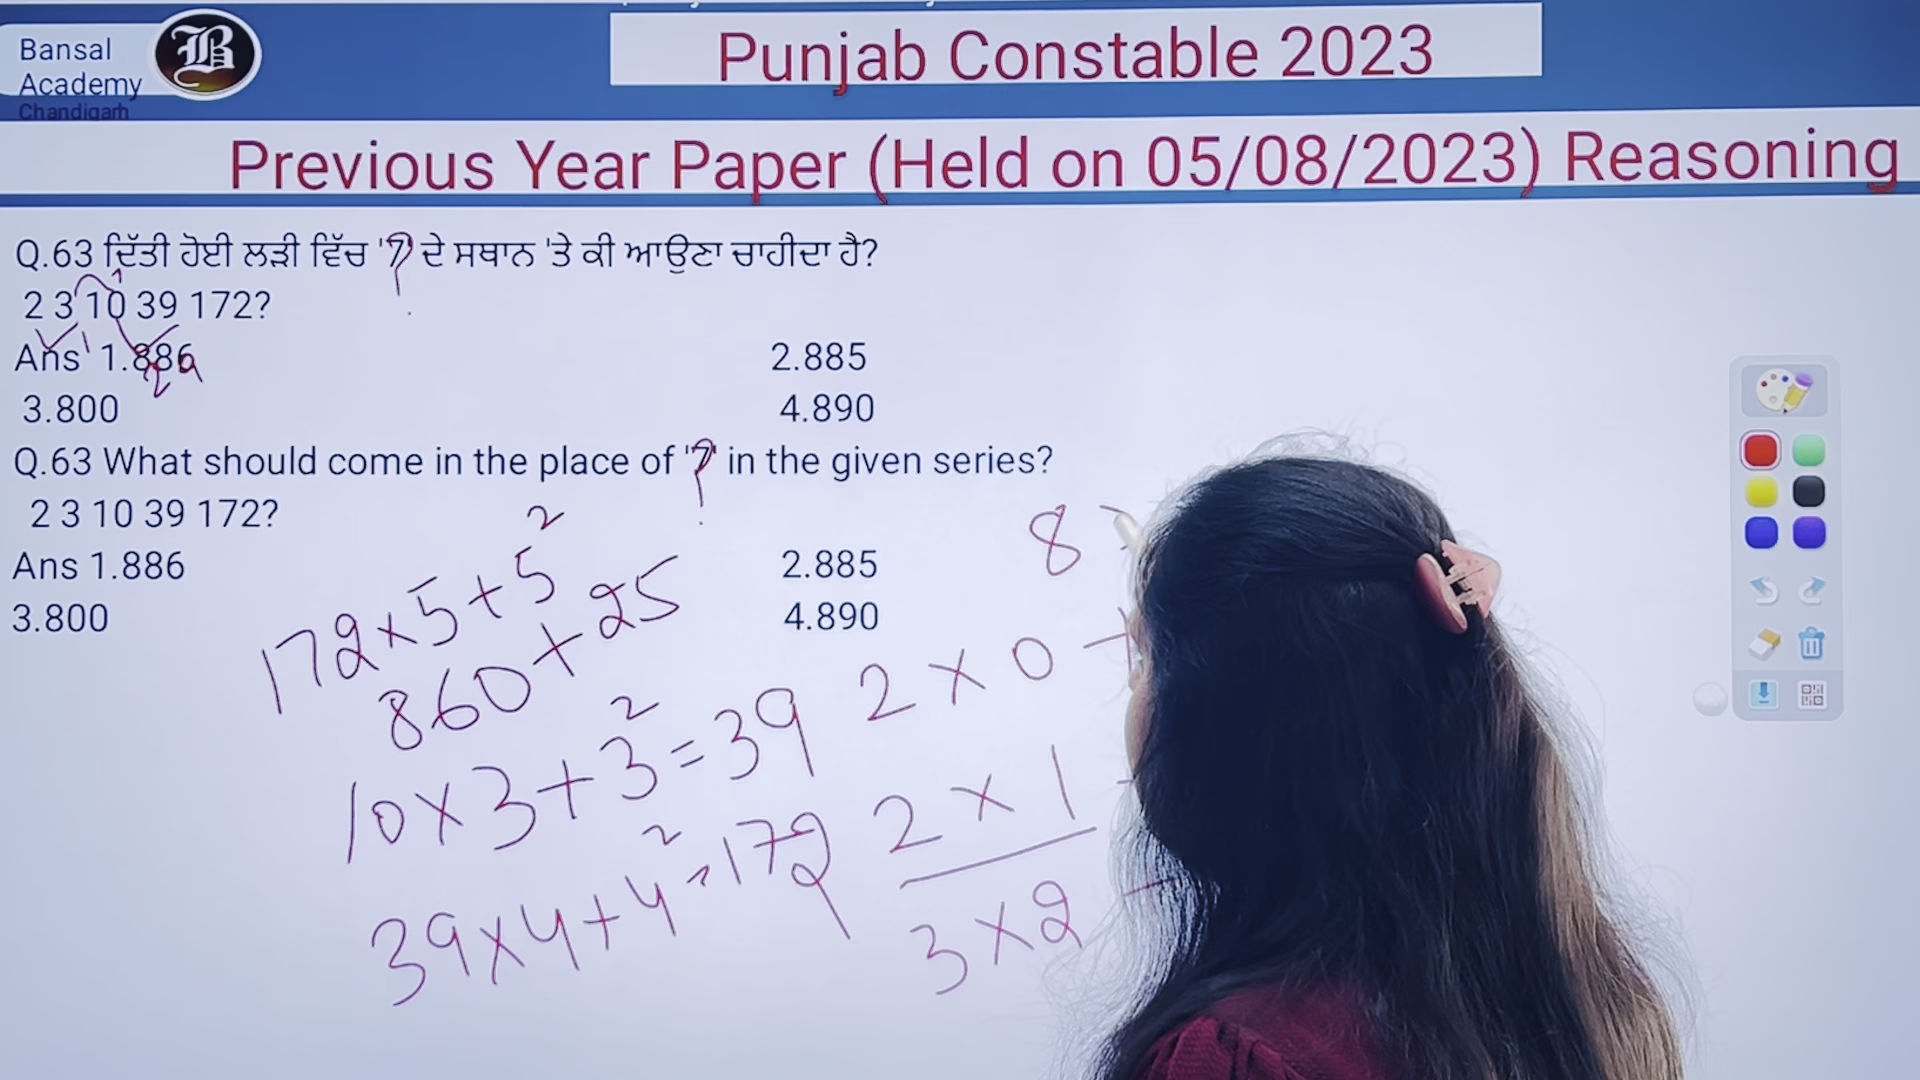 Bansal
Academy
Chandigarh
B
Punjab Constable 2023
Previous Year Paper (Held on 05/08/2023) Reasoning
Q.63 ਦਿੱਤੀ ਹੋਈ ਲੜੀ ਵਿੱਚ '?' ਦੇ ਸਥਾਨ 'ਤੇ ਕੀ ਆਉਣਾ ਚਾਹੀਦਾ ਹੈ?
2 3 10 39 172?
Ans 1.886 2.885
3.800 4.890
Q.63 What should come in the place of '?' in the given series?
2 3 10 39 172?
Ans 1.886 2.885
3.800 4.890
172×5+5²
860+25
10×3+3²=39
39×4+4²=172
8
2×0+
2×1
3×2